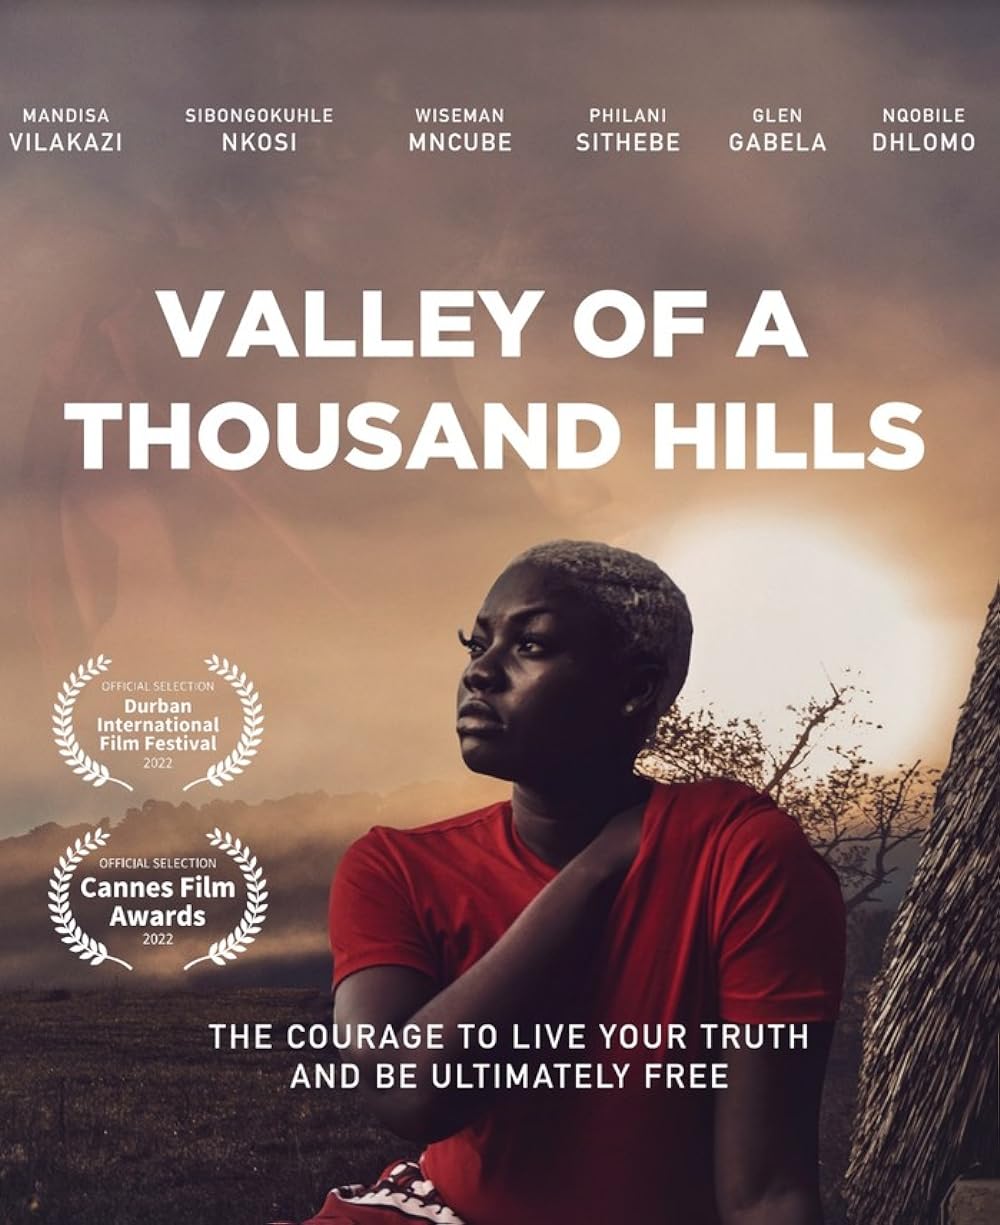 MANDISA SIBONGOKUHLE WISEMAN PHILANI GLEN NQOBILE
VILAKAZI NKOSI MNCUBE SITHEBE GABELA DHLOMO
VALLEY OF A
THOUSAND HILLS
OFFICIAL SELECTION
Durban
International
Film Festival
2022
OFFICIAL SELECTION
Cannes Film
Awards
2022
THE COURAGE TO LIVE YOUR TRUTH
AND BE ULTIMATELY FREE